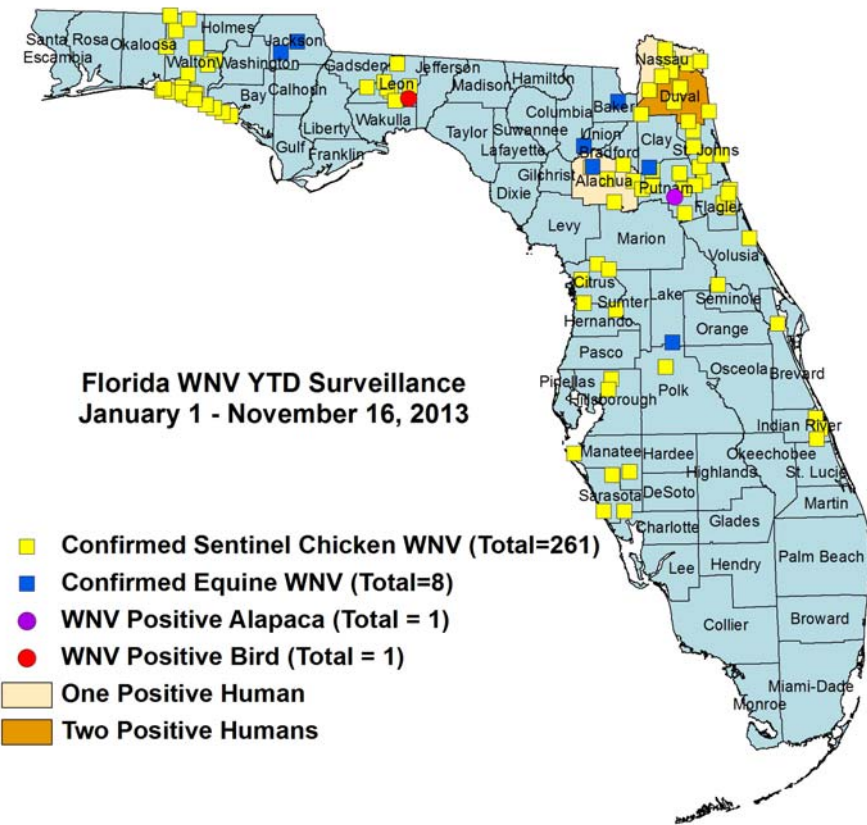 Holmes
Jackson
Santa Rosa
Okaloosa
Escambia
Walton
Washington
Gadsden
Jefferson
Leon
Madison
Hamilton
Nassau
Bay
Calhoun
Wakulla
Liberty
Gulf
Franklin
Taylor
Suwannee
Lafayette
Columbia
Baker
Duval
Union
Bradford
Clay
St. Johns
Gilchrist
Alachua
Putnam
Dixie
Flagler
Levy
Marion
Volusia
Citrus
Lake
Sumter
Seminole
Hernando
Orange
Pasco
Osceola
Brevard
Pinellas
Hillsborough
Polk
Florida WNV YTD Surveillance
January 1 - November 16, 2013
Indian River
Manatee
Hardee
Okeechobee
Highlands
St. Lucie
Sarasota
DeSoto
Martin
Charlotte
Glades
Lee
Hendry
Palm Beach
Collier
Broward
Miami-Dade
Monroe
Confirmed Sentinel Chicken WNV (Total=261)
Confirmed Equine WNV (Total=8)
WNV Positive Alapaca (Total = 1)
WNV Positive Bird (Total = 1)
One Positive Human
Two Positive Humans